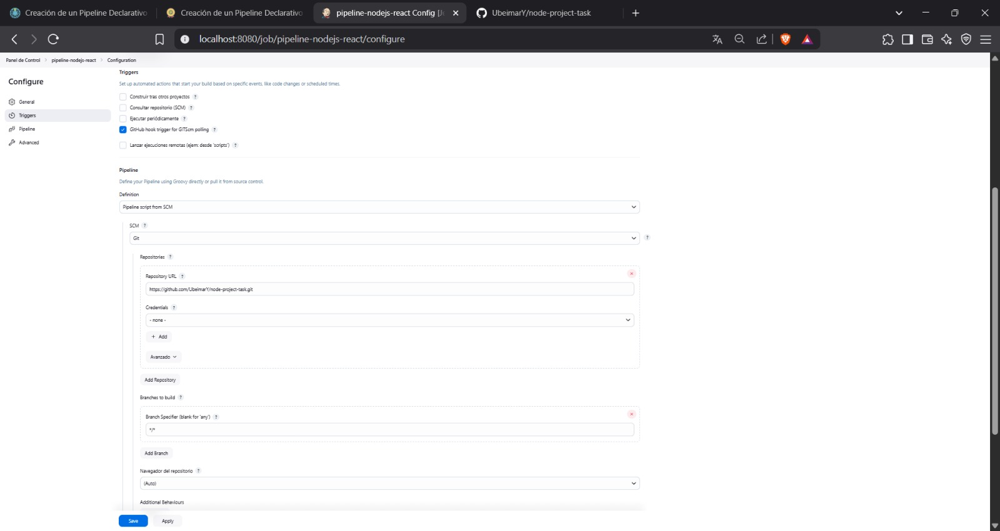 Creación de un Pipeline Declarativo
Creación de un Pipeline Declarativo
pipeline-nodejs-react Config [Je
UbeimarY/node-project-task
localhost:8080/job/pipeline-nodejs-react/configure
Panel de Control
pipeline-nodejs-react
Configuration
Configure
General
Triggers
Pipeline
Advanced
Triggers
Set up automated actions that start your build based on specific events, like code changes or scheduled times.
Construir tras otros proyectos ?
Consultar repositorio (SCM) ?
Ejecutar periódicamente ?
GitHub hook trigger for GITScm polling ?
Lanzar ejecuciones remotas (ejem: desde 'scripts') ?
Pipeline
Define your Pipeline using Groovy directly or pull it from source control.
Definition
Pipeline script from SCM
SCM ?
Git
?
Repositories ?
Repository URL ?
https://github.com/UbeimarY/node-project-task.git
Credentials ?
- none -
+ Add
Avanzado
Add Repository
Branches to build ?
Branch Specifier (blank for 'any') ?
*/*
Add Branch
Navegador del repositorio ?
(Auto)
Additional Behaviours
Save
Apply